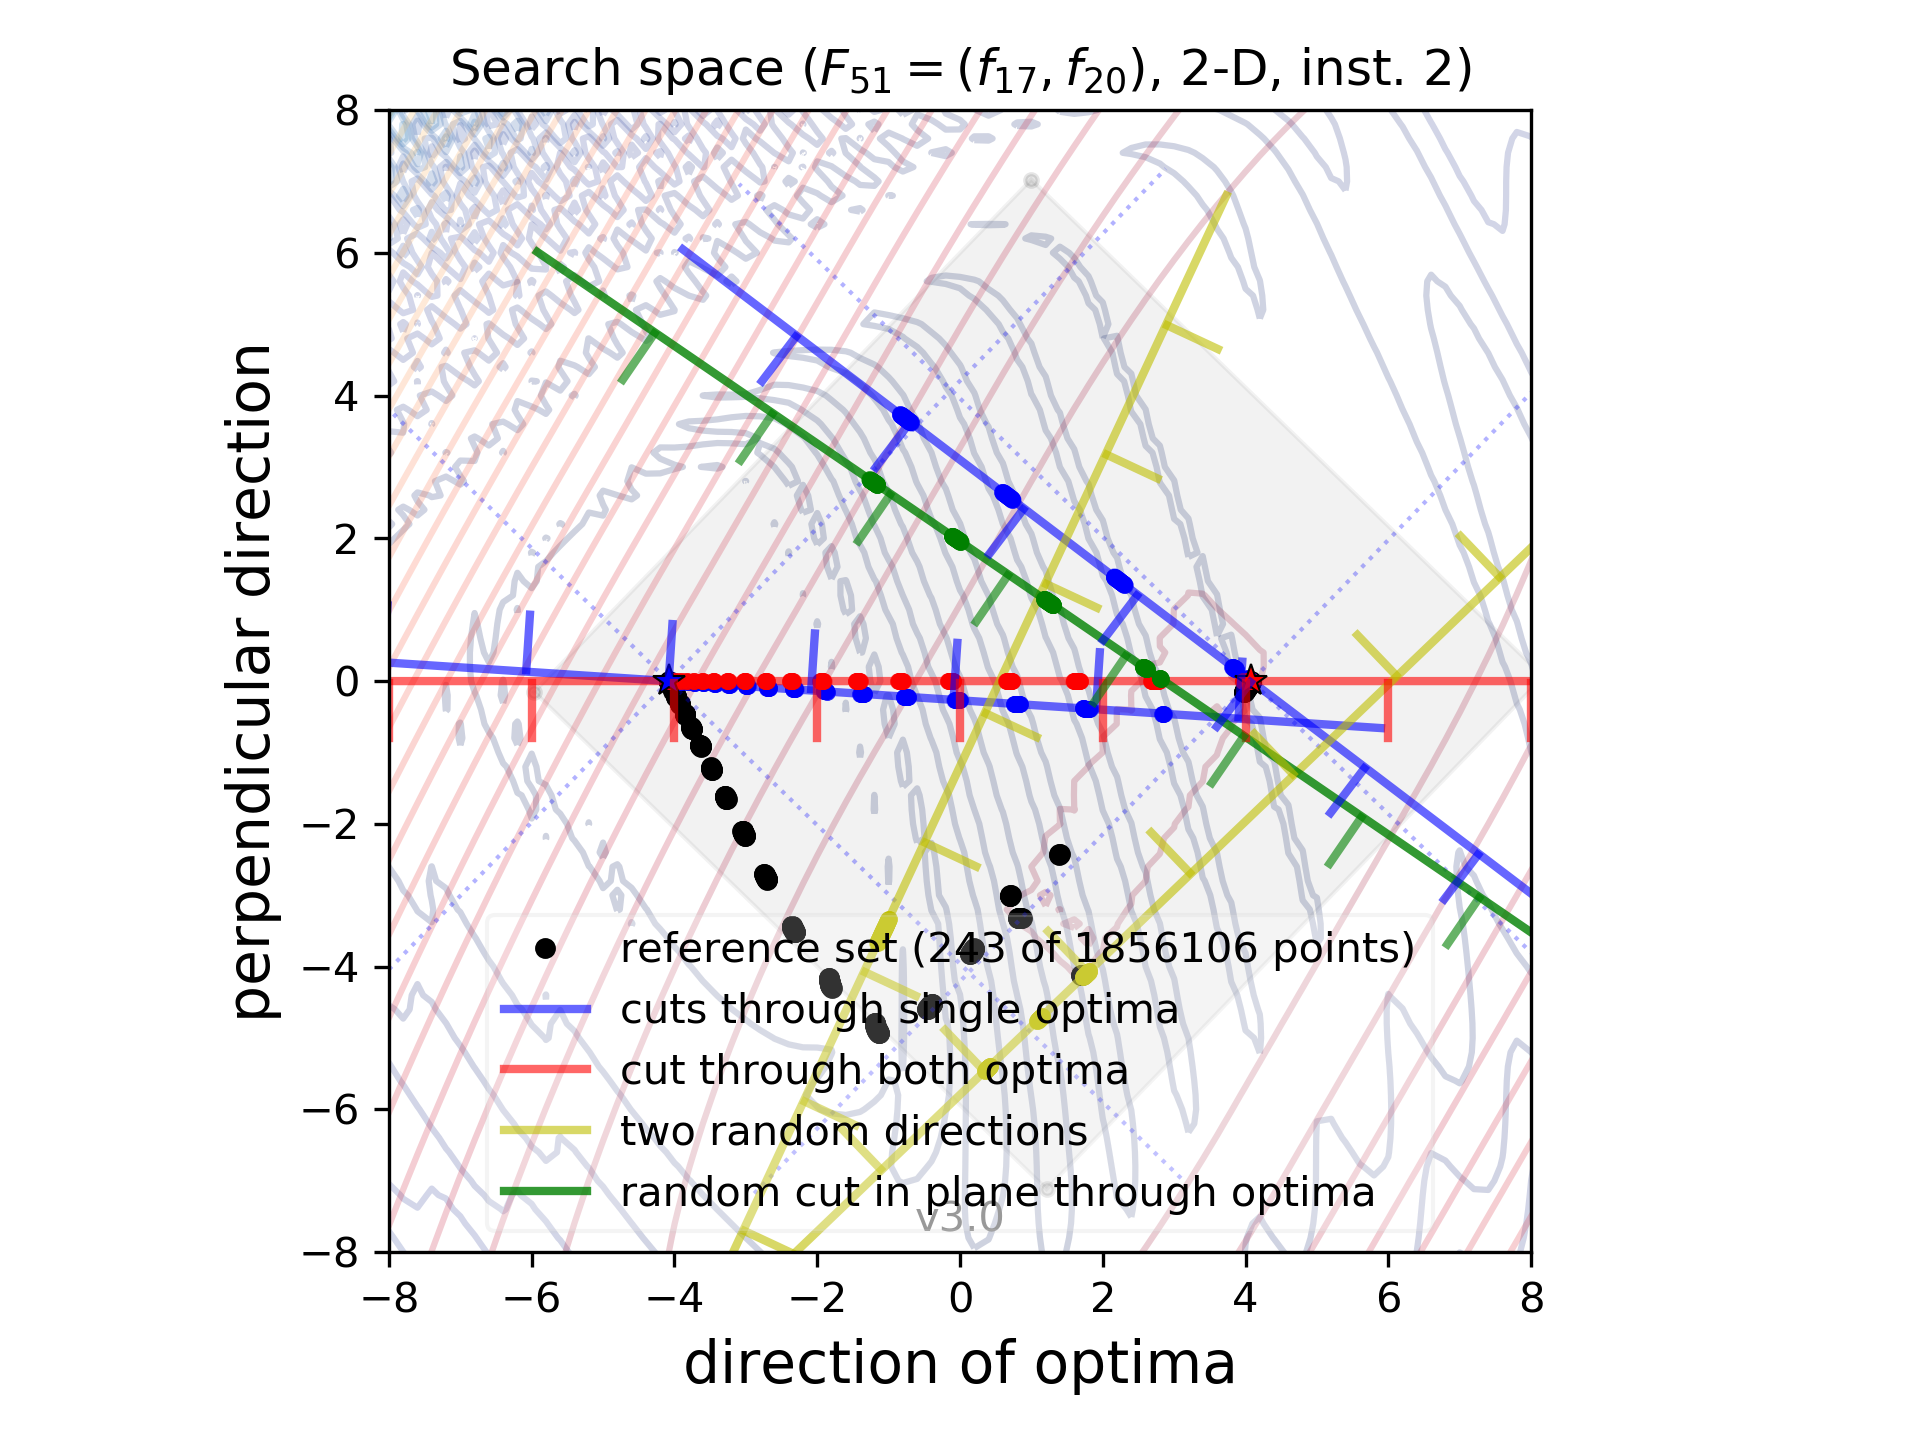 Search space (F51 = (f17, f20), 2-D, inst. 2)
perpendicular direction
8
6
4
2
0
−2
−4
−6
−8
reference set (243 of 1856106 points)
cuts through single optima
cut through both optima
two random directions
random cut in plane through optima
v3.0
−8 −6 −4 −2 0 2 4 6 8
direction of optima